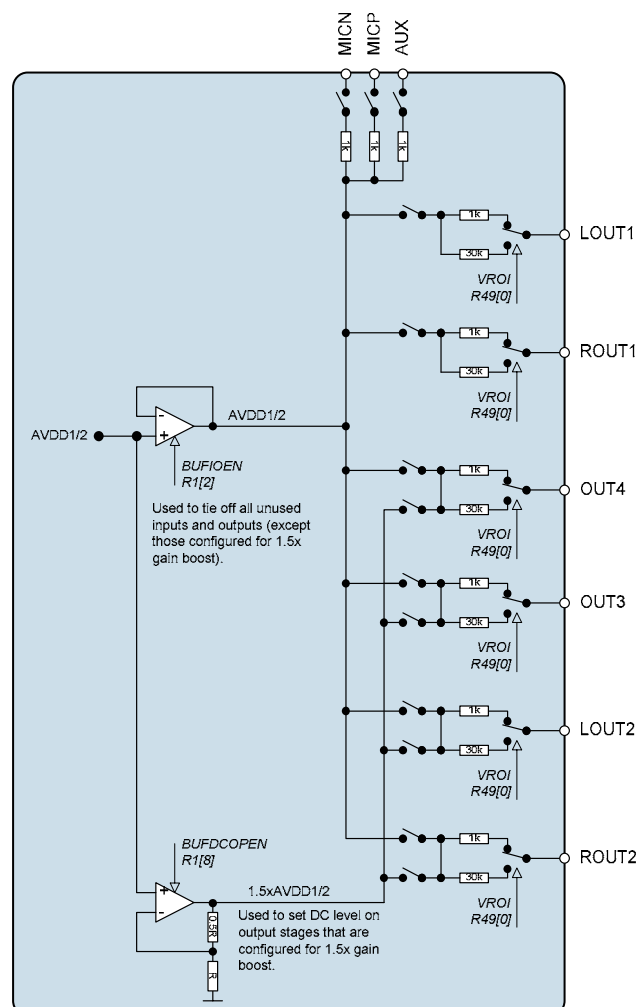 MICN
MICP
AUX
1k
1k
1k
1k
30k
LOUT1
VROI
R49[0]
1k
30k
ROUT1
VROI
R49[0]
AVDD1/2
-
+
AVDD1/2
BUFIOEN
R1[2]
Used to tie off all unused
inputs and outputs (except
those configured for 1.5x
gain boost).
1k
30k
OUT4
VROI
R49[0]
1k
30k
OUT3
VROI
R49[0]
1k
30k
LOUT2
VROI
R49[0]
1k
30k
ROUT2
VROI
R49[0]
BUFDCOPEN
R1[8]
+
-
1.5xAVDD1/2
0.5R
R
Used to set DC level on
output stages that are
configured for 1.5x gain
boost.